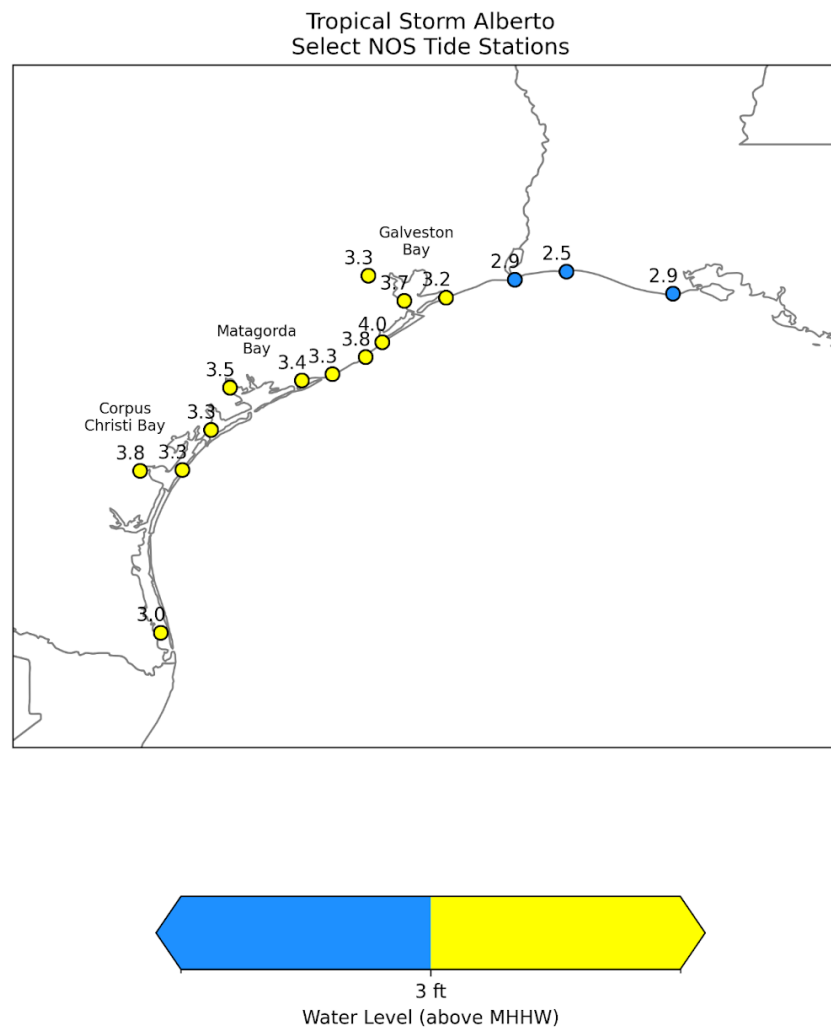 Tropical Storm Alberto
Select NOS Tide Stations
Galveston
Bay
3.3
2.9
2.5
2.9
3.7
3.2
4.0
Matagorda
Bay
3.8
3.5
3.4
3.3
Corpus
Christi Bay
3.3
3.8
3.3
3.0
3 ft
Water Level (above MHHW)